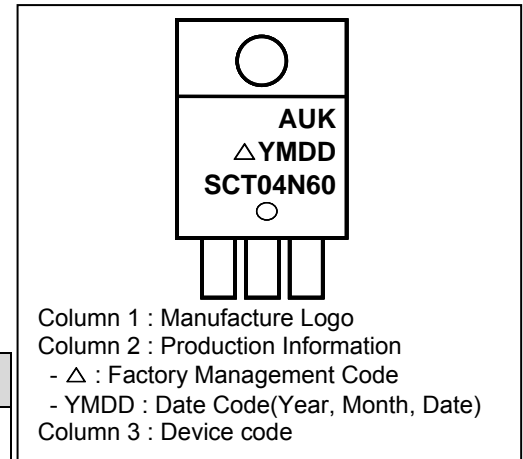 AUK
△YMDD
SCT04N60
Column 1 : Manufacture Logo
Column 2 : Production Information
- △ : Factory Management Code
- YMDD : Date Code(Year, Month, Date)
Column 3 : Device code